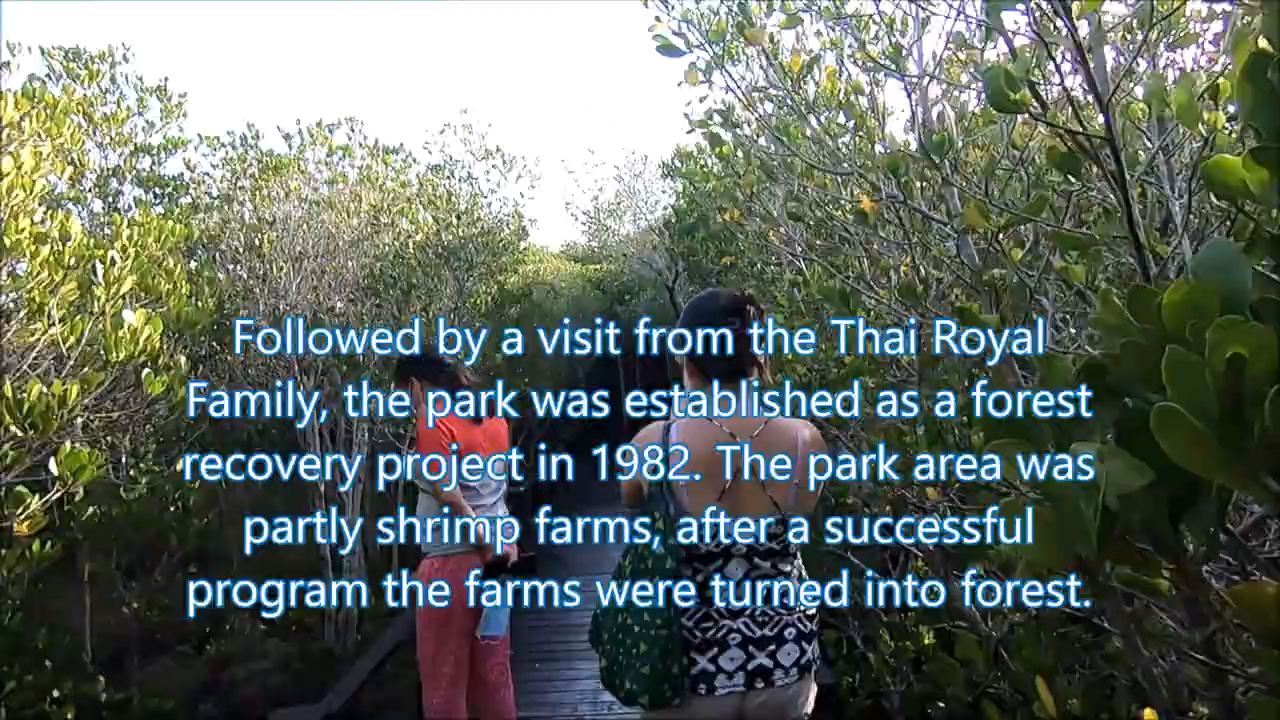 Followed by a visit from the Thai Royal
Family, the park was established as a forest
recovery project in 1982. The park area was
partly shrimp farms, after a successful
program the farms were turned into forest.